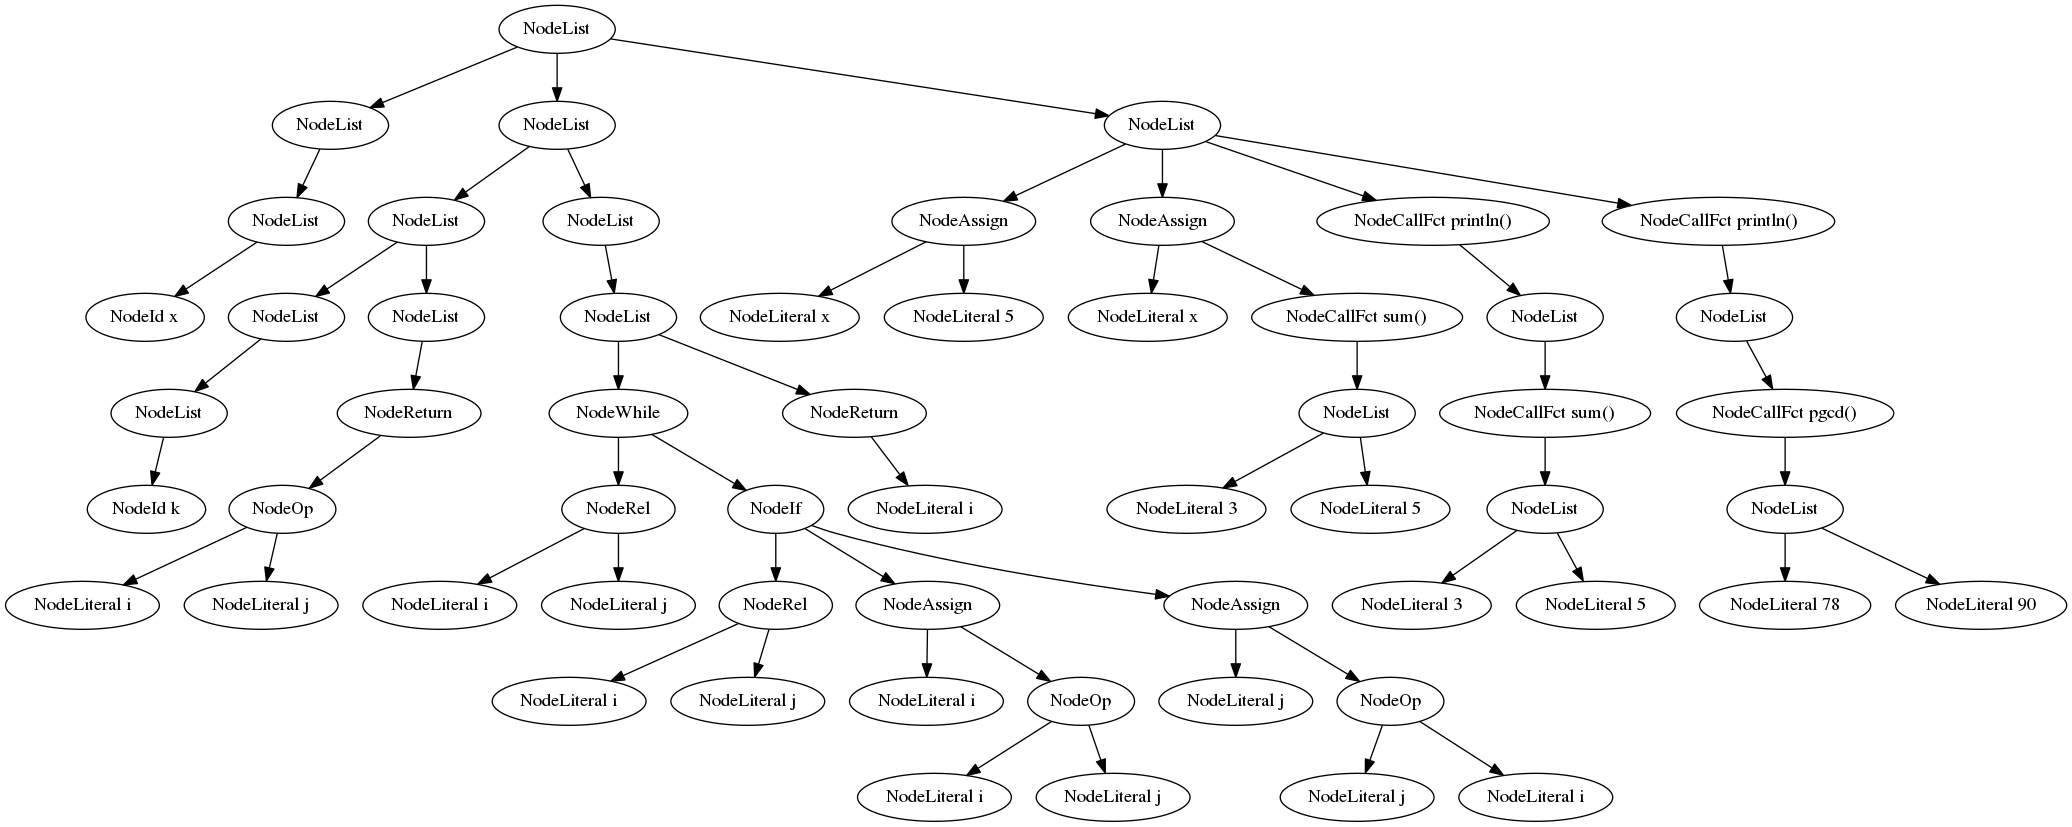 NodeList
NodeList
NodeList
NodeList
NodeList
NodeList
NodeList
NodeAssign
NodeAssign
NodeCallFct println()
NodeCallFct println()
NodeId x
NodeList
NodeList
NodeList
NodeLiteral x
NodeLiteral 5
NodeLiteral x
NodeCallFct sum()
NodeList
NodeList
NodeList
NodeReturn
NodeWhile
NodeReturn
NodeList
NodeCallFct sum()
NodeCallFct pgcd()
NodeId k
NodeOp
NodeRel
NodeIf
NodeLiteral i
NodeLiteral 3
NodeLiteral 5
NodeList
NodeList
NodeLiteral i
NodeLiteral j
NodeLiteral i
NodeLiteral j
NodeRel
NodeAssign
NodeAssign
NodeLiteral 3
NodeLiteral 5
NodeLiteral 78
NodeLiteral 90
NodeLiteral i
NodeLiteral j
NodeLiteral i
NodeOp
NodeLiteral j
NodeOp
NodeLiteral i
NodeLiteral j
NodeLiteral j
NodeLiteral i